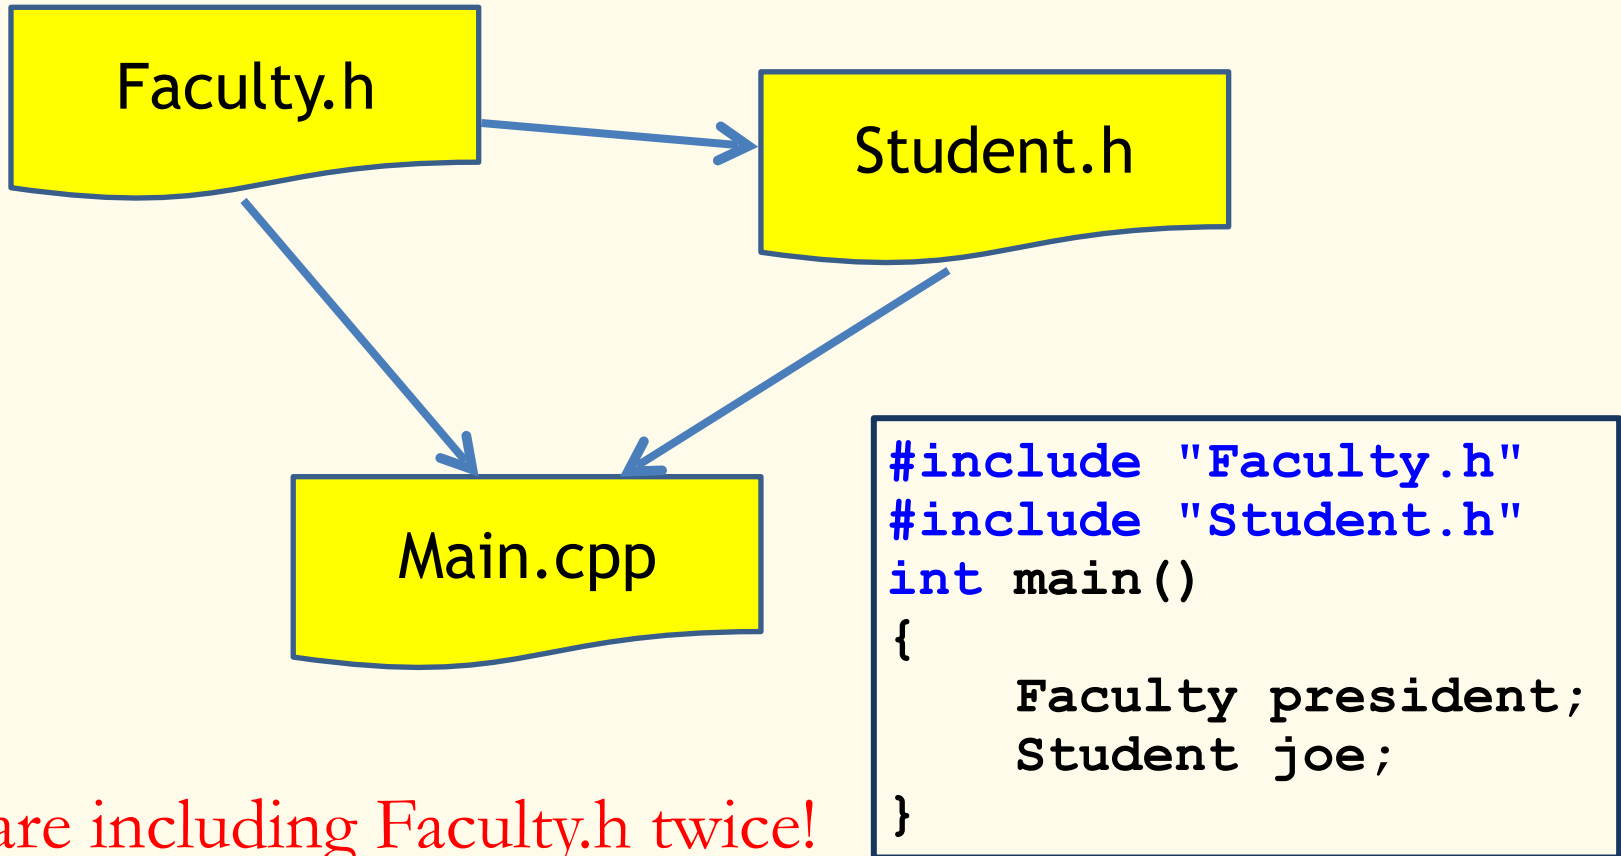 Faculty.h
Student.h
Main.cpp
#include "Faculty.h"
#include "Student.h"
int main()
{
     Faculty president;
     Student joe;
}
are including Faculty.h twice!